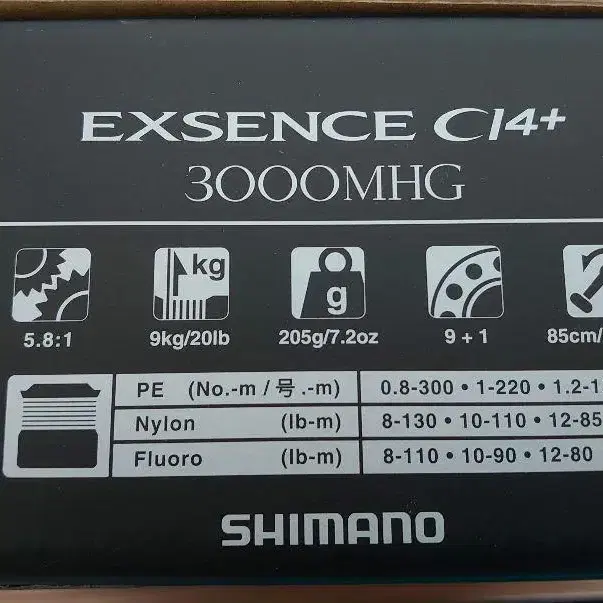 EXSENCE CI4+
3000MHG
kg
g
5.8:1 9kg/20lb 205g/7.2oz 9 + 1 85cm/
PE (No.-m / 号.-m) 0.8-300 • 1-220 • 1.2-1
Nylon (lb-m) 8-130 • 10-110 • 12-85
Fluoro (lb-m) 8-110 • 10-90 • 12-80
SHIMANO